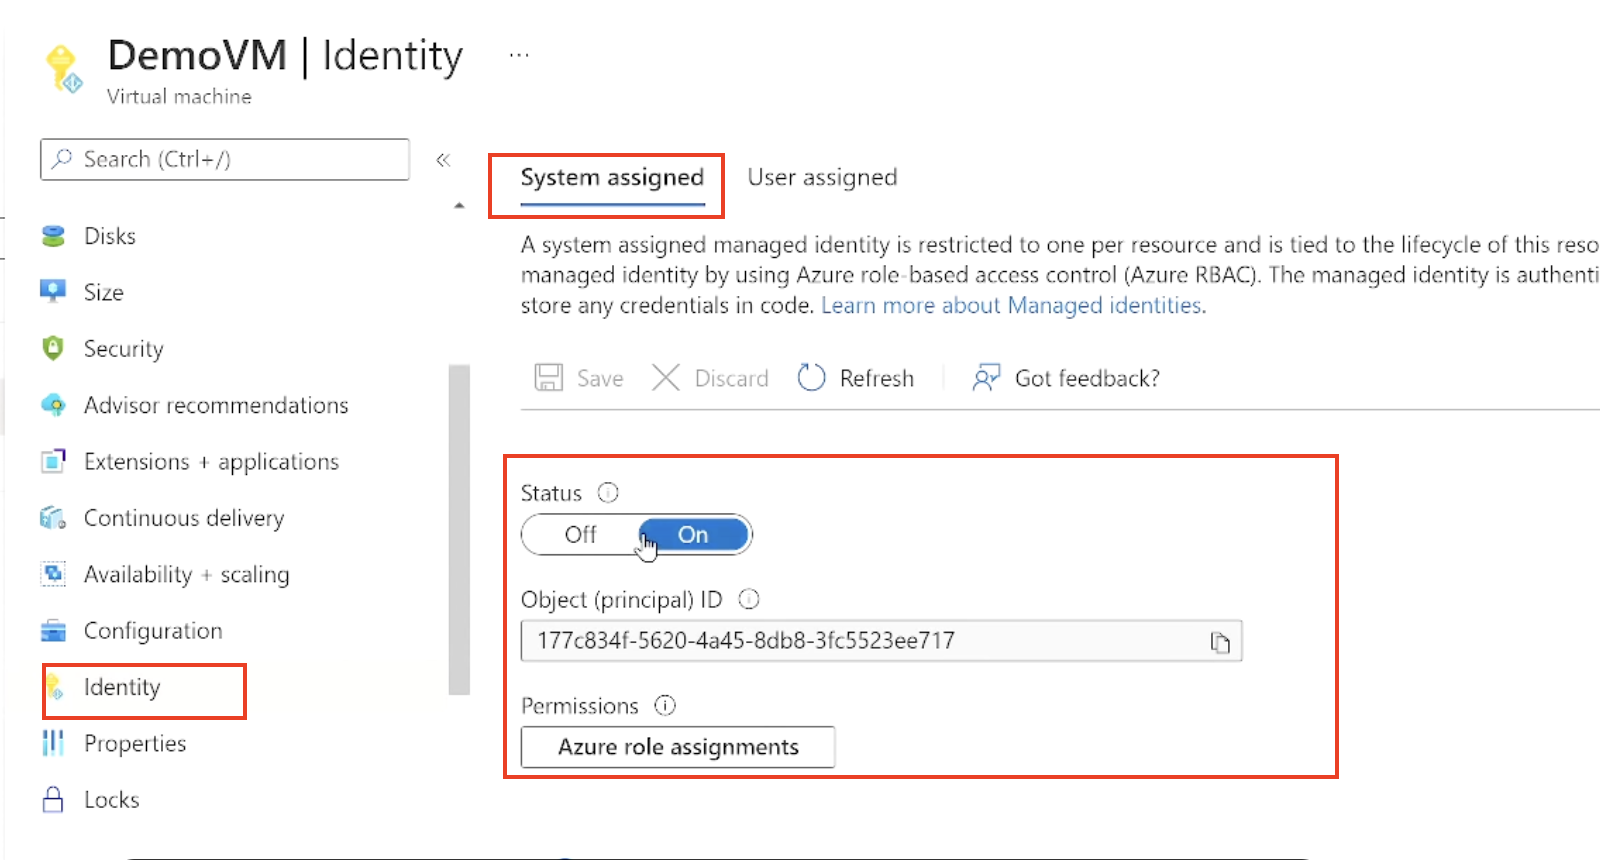 DemoVM | Identity ...
Virtual machine
Search (Ctrl+/)
«
Disks
Size
Security
Advisor recommendations
Extensions + applications
Continuous delivery
Availability + scaling
Configuration
Identity
Properties
Locks
System assigned User assigned
A system assigned managed identity is restricted to one per resource and is tied to the lifecycle of this
managed identity by using Azure role-based access control (Azure RBAC). The managed identity is
store any credentials in code. Learn more about Managed identities.
Save Discard Refresh Got feedback?
Status
Off On
Object (principal) ID
177c834f-5620-4a45-8db8-3fc5523ee717
Permissions
Azure role assignments